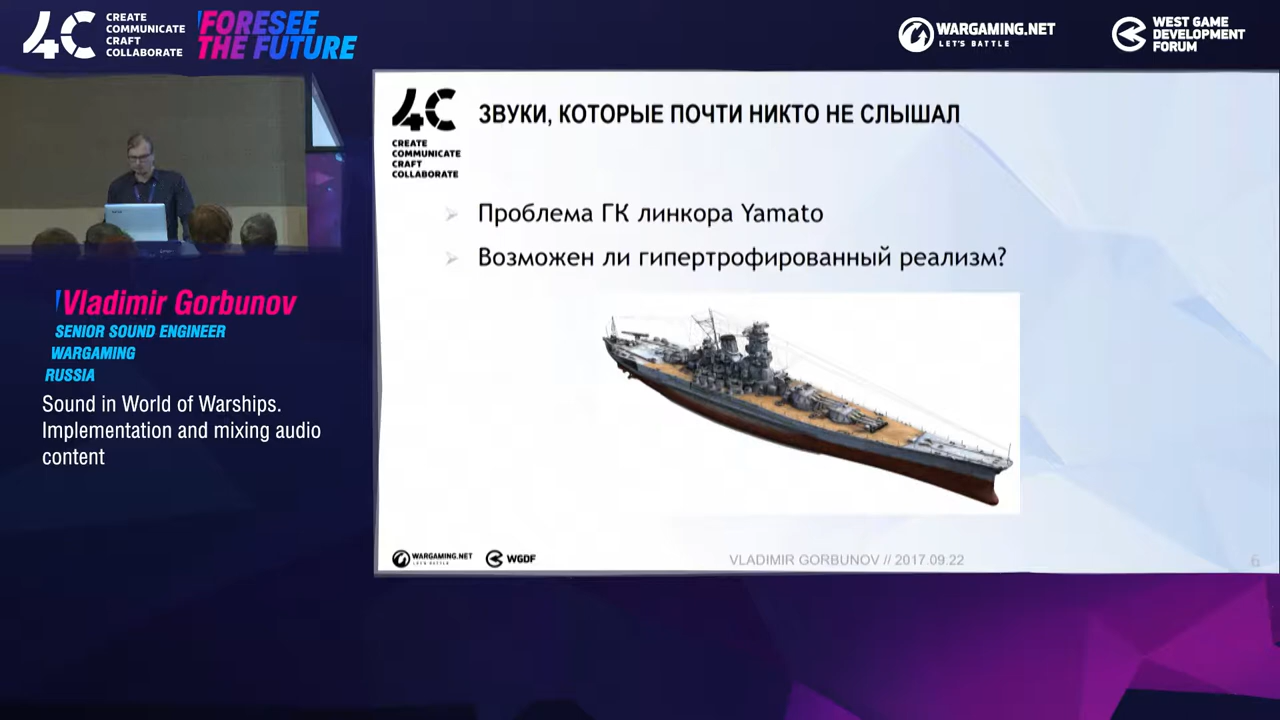 4C
CREATE
COMMUNICATE
CRAFT
COLLABORATE
FORESEE
THE FUTURE
WARGAMING.NET
LET'S BATTLE
WEST GAME
DEVELOPMENT
FORUM
Vladimir Gorbunov
SENIOR SOUND ENGINEER
WARGAMING
RUSSIA
Sound in World of Warships.
Implementation and mixing audio
content
4C
CREATE
COMMUNICATE
CRAFT
COLLABORATE
ЗВУКИ, КОТОРЫЕ ПОЧТИ НИКТО НЕ СЛЫШАЛ
Проблема ГК линкора Yamato
Возможен ли гипертрофированный реализм?
WARGAMING.NET
LET'S BATTLE
WGDF
VLADIMIR GORBUNOV // 2017.09.22
6